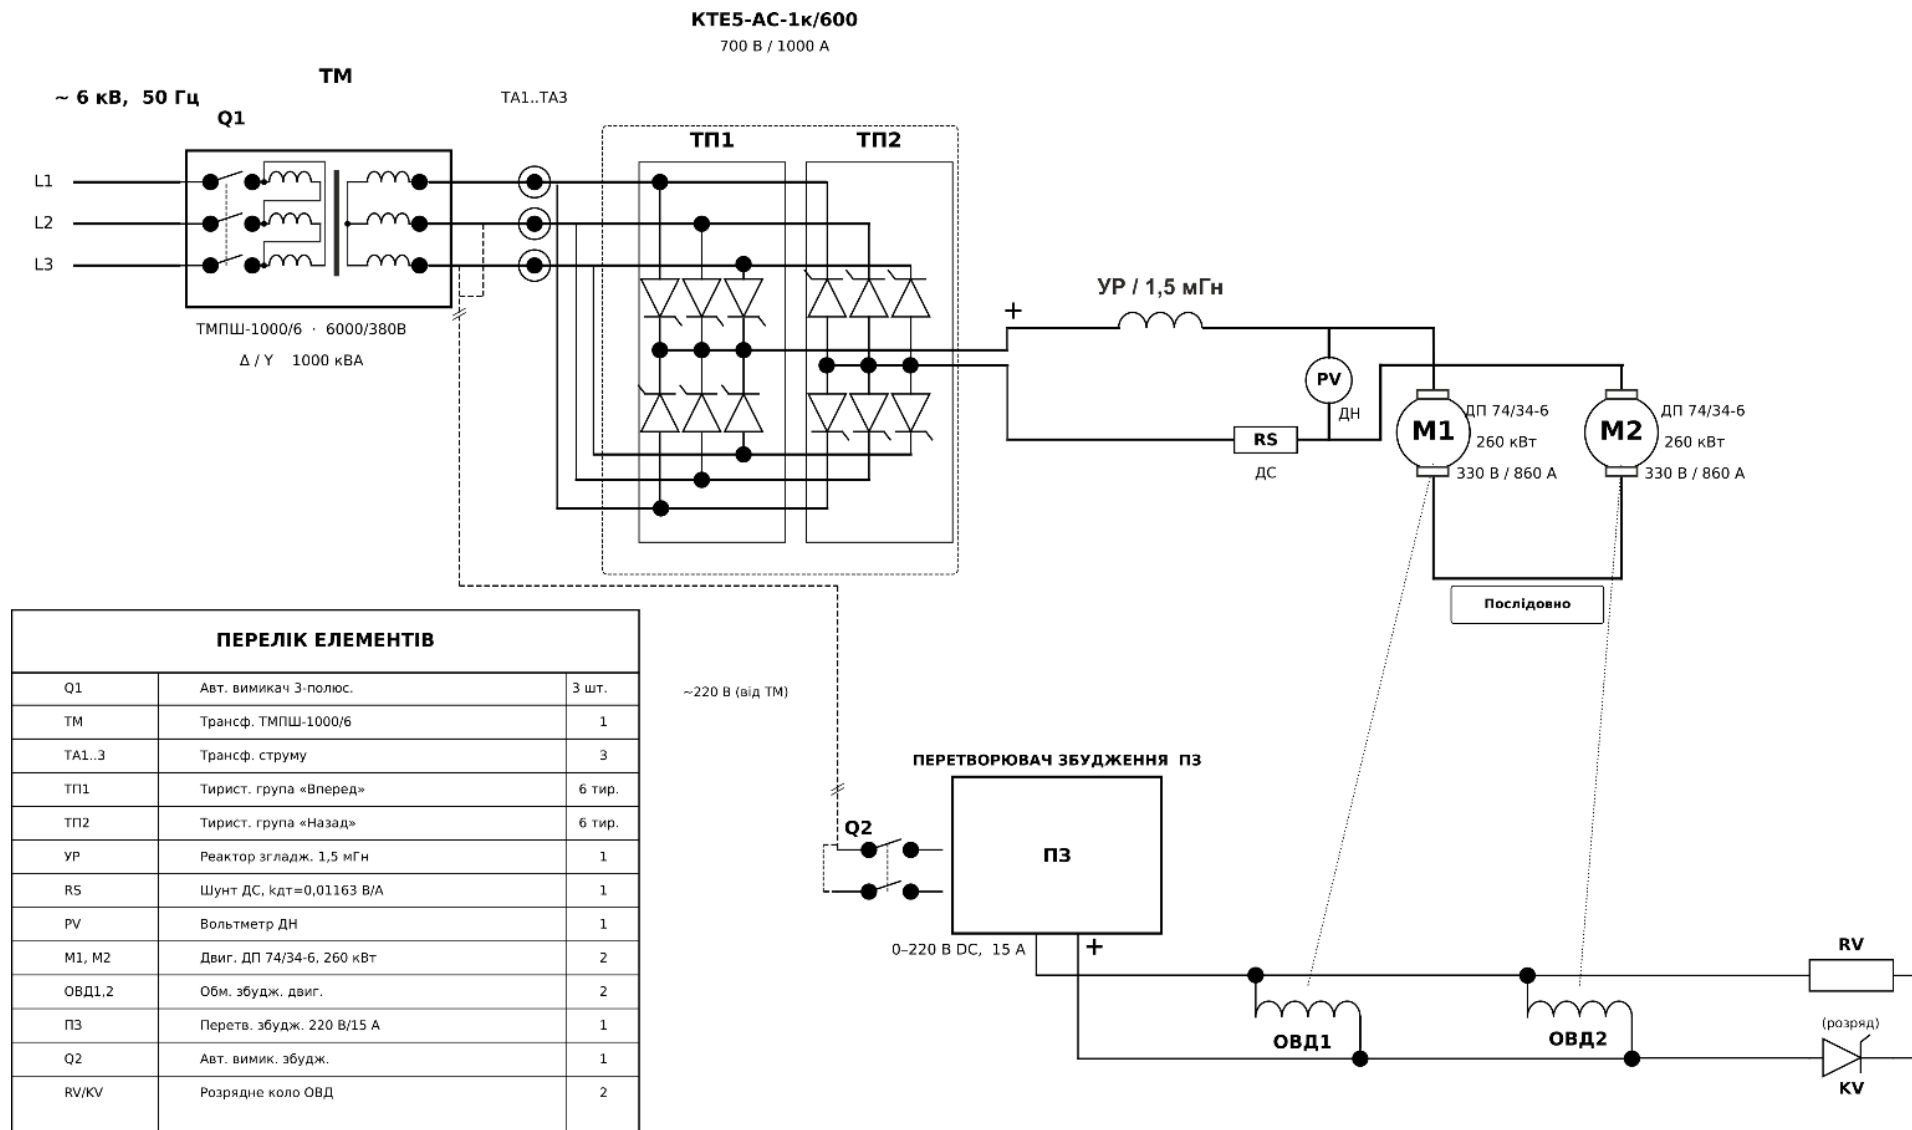 КТЕ5-АС-1к/600
700 В / 1000 А
ТМ
~ 6 кВ, 50 Гц
ТА1..ТА3
Q1
ТП1
ТП2
L1
L2
L3
ТМПШ-1000/6 · 6000/380В
Δ / Y 1000 кВА
+
УР / 1,5 мГн
PV
ДН
RS
ДС
М1
ДП 74/34-6
260 кВт
330 В / 860 А
М2
ДП 74/34-6
260 кВт
330 В / 860 А
Послідовно
ПЕРЕЛІК ЕЛЕМЕНТІВ
Q1 Авт. вимикач 3-полюс. 3 шт.
ТМ Трансф. ТМПШ-1000/6 1
ТА1..3 Трансф. струму 3
ТП1 Тирист. група «Вперед» 6 тир.
ТП2 Тирист. група «Назад» 6 тир.
УР Реактор згладж. 1,5 мГн 1
RS Шунт ДС, kдт=0,01163 В/А 1
PV Вольтметр ДН 1
М1, М2 Двиг. ДП 74/34-6, 260 кВт 2
ОВД1,2 Обм. збудж. двиг. 2
ПЗ Перетв. збудж. 220 В/15 А 1
Q2 Авт. вимик. збудж. 1
RV/KV Розрядне коло ОВД 2
~220 В (від ТМ)
ПЕРЕТВОРЮВАЧ ЗБУДЖЕННЯ ПЗ
Q2
ПЗ
0–220 В DC, 15 А
+
ОВД1
ОВД2
RV
(розряд)
KV